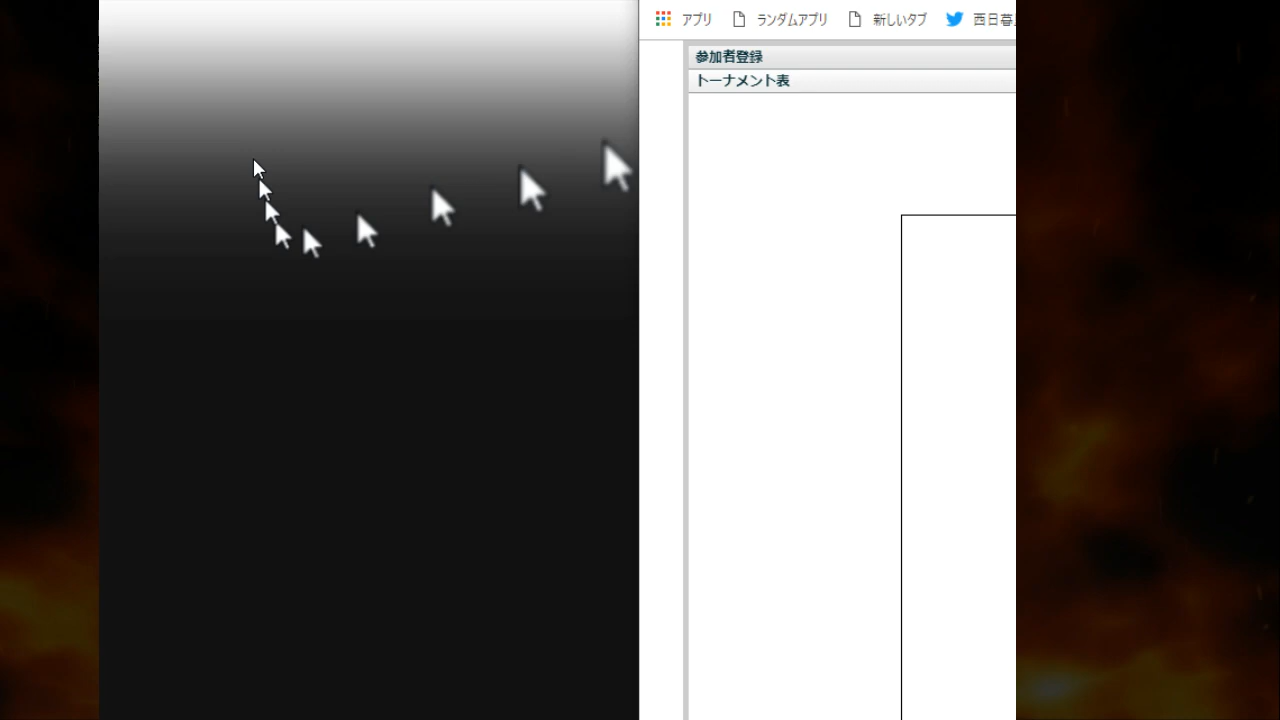 アプリ ランダムアプリ 新しいタブ 西日暮
参加者登録
トーナメント表